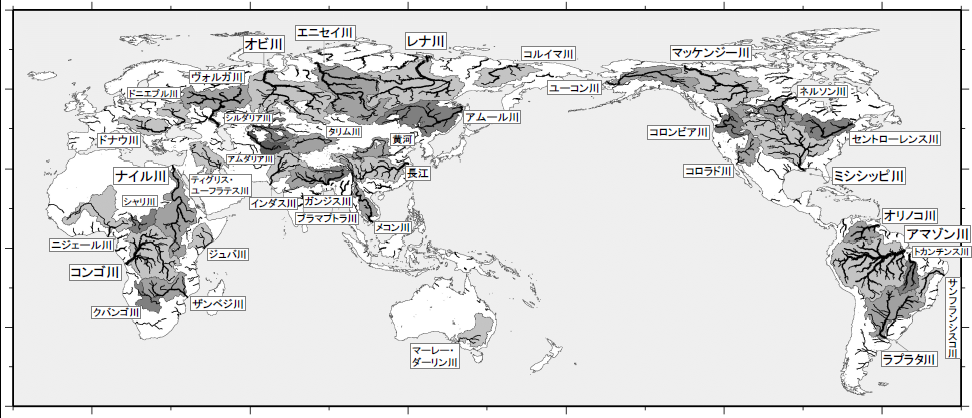 エニセイ川
オビ川
レナ川
コルイマ川
マッケンジー川
ヴォルガ川
ユーコン川
ドニエプル川
ネルソン川
シルダリア川
アムール川
タリム川
コロンビア川
ドナウ川
黄河
セントローレンス川
アムダリア川
コロラド川
長江
ナイル川
ミシシッピ川
ティグリス・
ユーフラテス川
シャリ川
インダス川
ガンジス川
ブラマプトラ川
オリノコ川
メコン川
アマゾン川
ニジェール川
ジュバ川
トカンチンス川
コンゴ川
サンフランシスコ川
ザンベジ川
クバンゴ川
マーレー・
ダーリン川
ラプラタ川